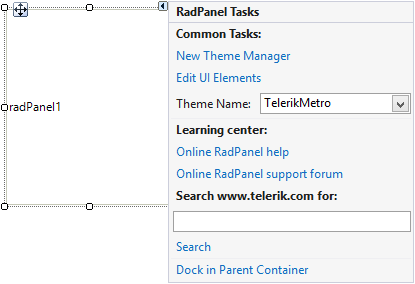 RadPanel Tasks
Common Tasks:
New Theme Manager
Edit UI Elements
radPanel1
Theme Name: TelerikMetro
Learning center:
Online RadPanel help
Online RadPanel support forum
Search www.telerik.com for:
Search
Dock in Parent Container